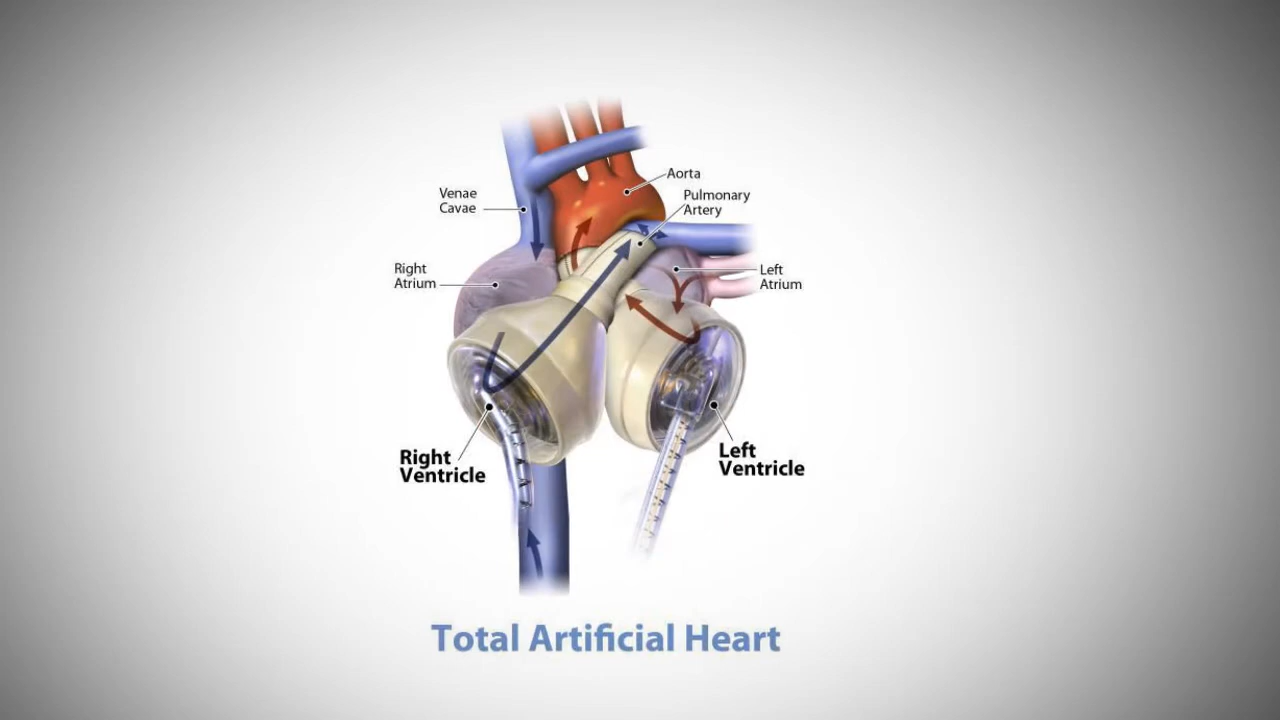 Aorta
Pulmonary
Artery
Venae
Cavae
Right
Atrium
Left
Atrium
Right
Ventricle
Left
Ventricle
Total Artificial Heart